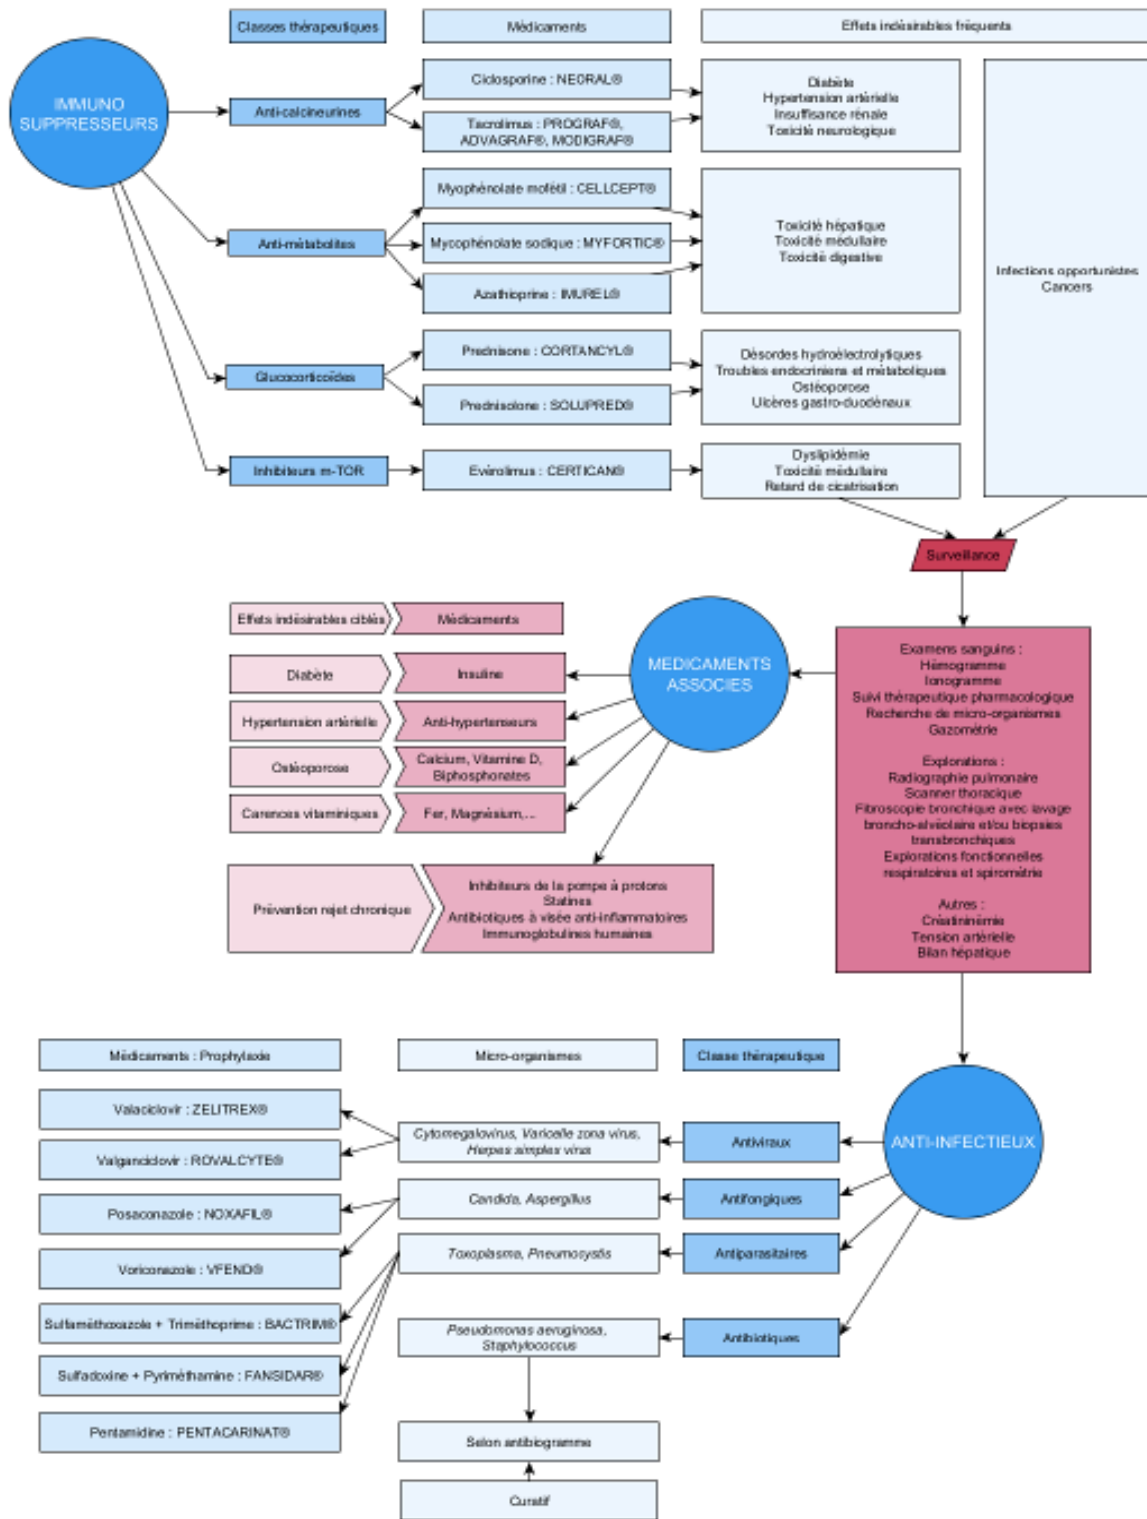 Classes thérapeutiques
Médicaments
Effets indésirables fréquents
IMMUNO
SUPPRESSEURS
Anti-calcineurines
Ciclosporine : NEORAL®
Tacrolimus : PROGRAF®,
ADVAGRAF®, MODIGRAF®
Diabète
Hypertension artérielle
Insuffisance rénale
Toxicité neurologique
Anti-métabolites
Myophénolate mofétil : CELLCEPT®
Mycophénolate sodique : MYFORTIC®
Azathioprine : IMUREL®
Toxicité hépatique
Toxicité médullaire
Toxicité digestive
Infections opportunistes
Cancers
Glucocorticoïdes
Prednisone : CORTANCYL®
Prednisolone : SOLUPRED®
Désordes hydroélectrolytiques
Troubles endocriniens et métaboliques
Ostéoporose
Ulcères gastro-duodénaux
Inhibiteurs m-TOR
Evérolimus : CERTICAN®
Dyslipidémie
Toxicité médullaire
Retard de cicatrisation
Surveillance
Effets indésirables ciblés
Médicaments
Diabète
Insuline
Hypertension artérielle
Anti-hypertenseurs
Ostéoporose
Calcium, Vitamine D,
Biphosphonates
Carences vitaminiques
Fer, Magnésium,...
Prévention rejet chronique
Inhibiteurs de la pompe à protons
Statines
Antibiotiques à visée anti-inflammatoires
Immunoglobulines humaines
MEDICAMENTS
ASSOCIES
Examens sanguins :
Hémogramme
Ionogramme
Suivi thérapeutique pharmacologique
Recherche de micro-organismes
Gazométrie
Explorations :
Radiographie pulmonaire
Scanner thoracique
Fibroscopie bronchique avec lavage
broncho-alvéolaire et/ou biopsies
transbronchiques
Explorations fonctionnelles
respiratoires et spirométrie
Autres :
Créatininémie
Tension artérielle
Bilan hépatique
Médicaments : Prophylaxie
Micro-organismes
Classe thérapeutique
ANTI-INFECTIEUX
Valaciclovir : ZELITREX®
Valganciclovir : ROVALCYTE®
Cytomegalovirus, Varicelle zona virus,
Herpes simples virus
Antiviraux
Posaconazole : NOXAFIL®
Voriconazole : VFEND®
Candida, Aspergillus
Antifongiques
Toxoplasma, Pneumocystis
Antiparasitaires
Sulfaméthoxazole + Triméthoprime : BACTRIM®
Sulfadoxine + Pyriméthamine : FANSIDAR®
Pentamidine : PENTACARINAT®
Pseudomonas aeruginosa,
Staphylococcus
Antibiotiques
Selon antibiogramme
Curatif